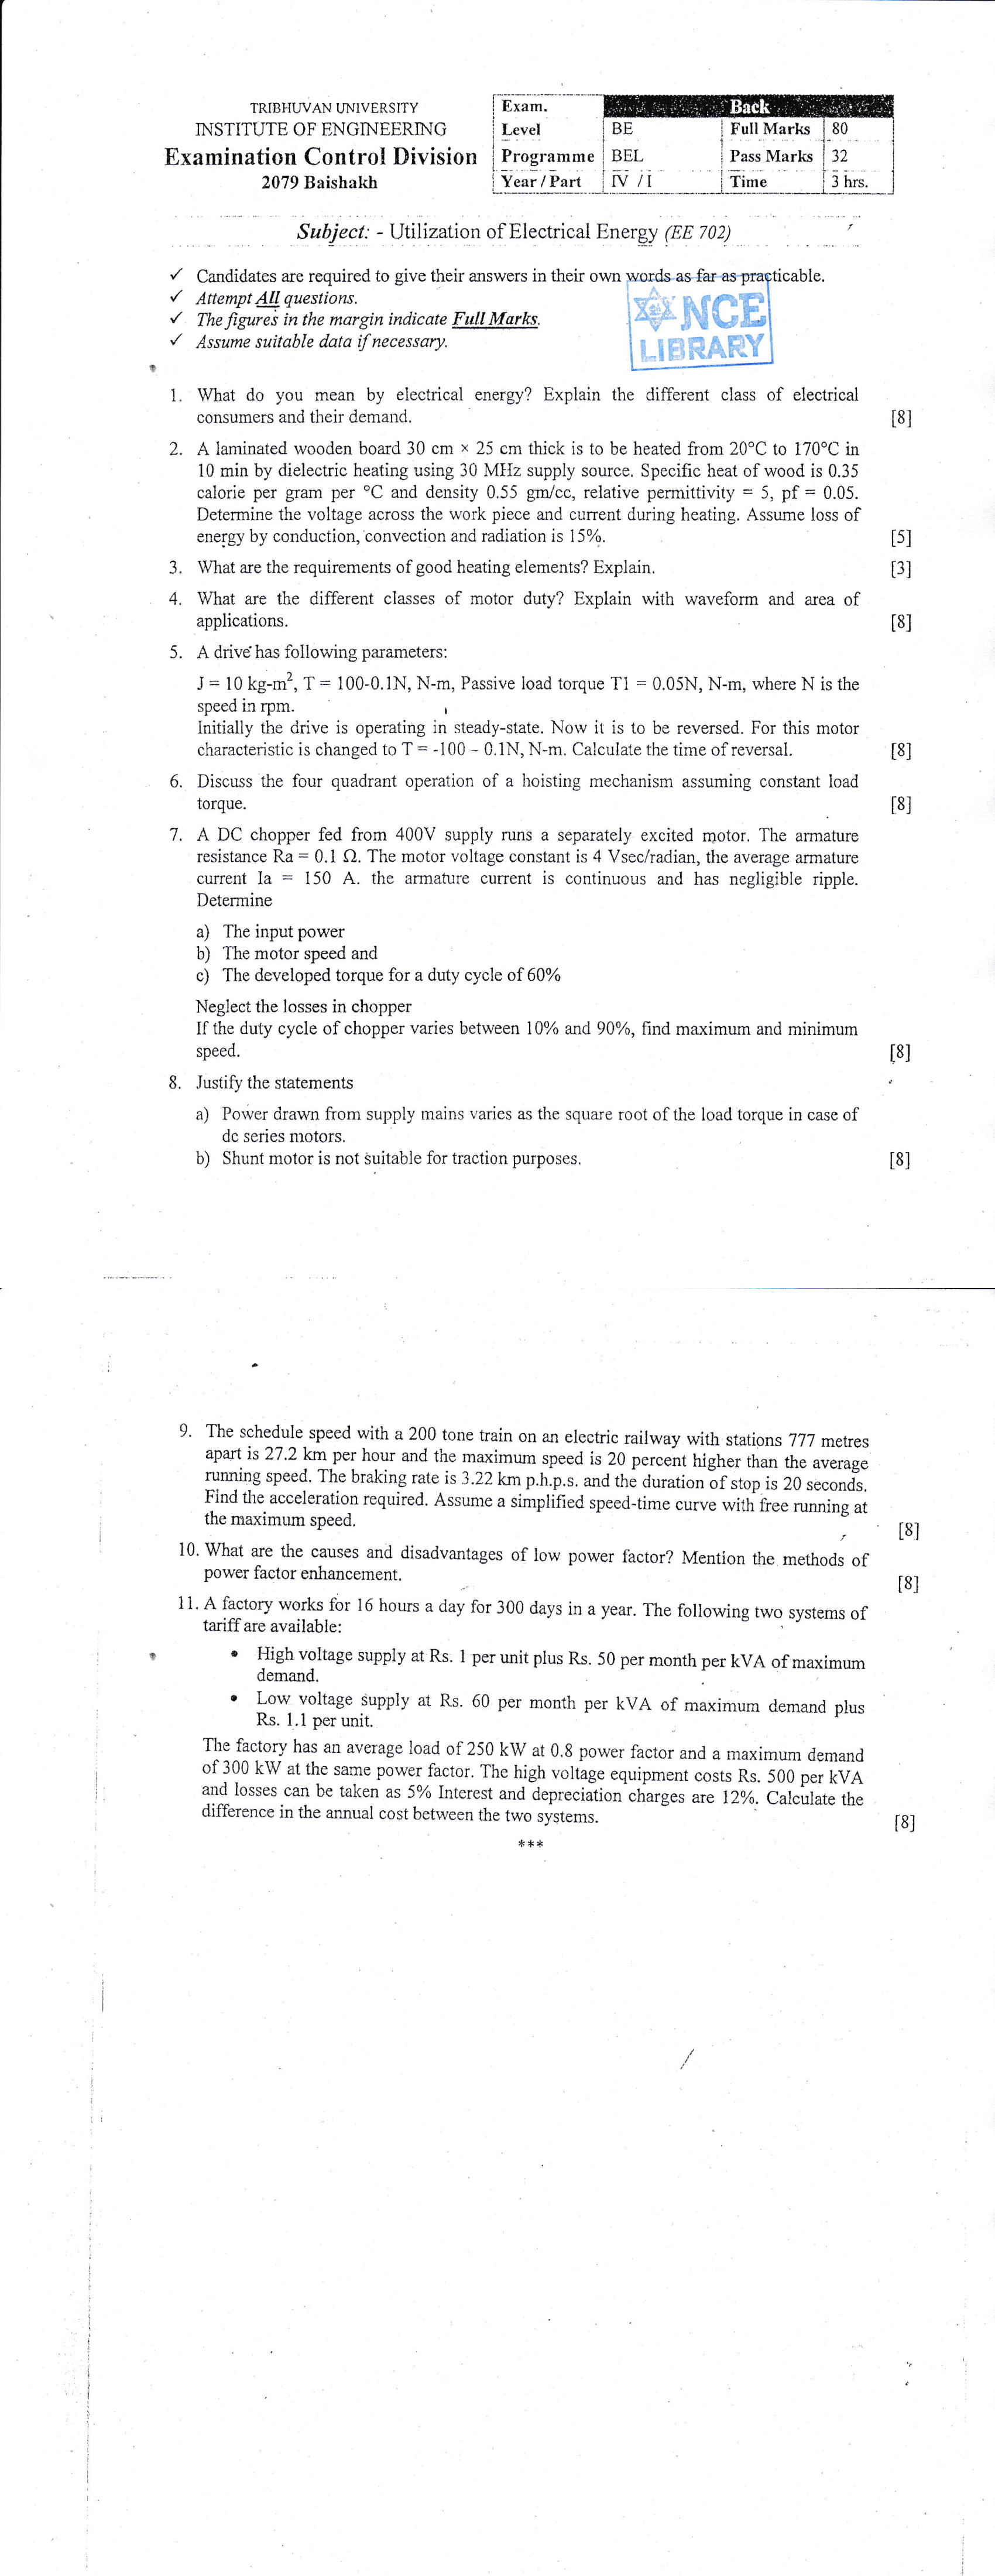 TRIBHUVAN UNIVERSITY
INSTITUTE OF ENGINEERING
Examination Control Division
2079 Baishakh
Exam. Back
Level BE Full Marks 80
Programme BEL Pass Marks 32
Year / Part IV / I Time 3 hrs.
Subject: - Utilization of Electrical Energy (EE 702)
✓ Candidates are required to give their answers in their own words as far as practicable.
✓ Attempt All questions.
✓ The figures in the margin indicate Full Marks.
✓ Assume suitable data if necessary.
NCE
LIBRARY
1. What do you mean by electrical energy? Explain the different class of electrical
consumers and their demand. [8]
2. A laminated wooden board 30 cm × 25 cm thick is to be heated from 20°C to 170°C in
10 min by dielectric heating using 30 MHz supply source. Specific heat of wood is 0.35
calorie per gram per °C and density 0.55 gm/cc, relative permittivity = 5, pf = 0.05.
Determine the voltage across the work piece and current during heating. Assume loss of
energy by conduction, convection and radiation is 15%. [5]
3. What are the requirements of good heating elements? Explain. [3]
4. What are the different classes of motor duty? Explain with waveform and area of
applications. [8]
5. A drive has following parameters:
J = 10 kg-m², T = 100-0.1N, N-m, Passive load torque T1 = 0.05N, N-m, where N is the
speed in rpm.
Initially the drive is operating in steady-state. Now it is to be reversed. For this motor
characteristic is changed to T = -100 – 0.1N, N-m. Calculate the time of reversal. [8]
6. Discuss the four quadrant operation of a hoisting mechanism assuming constant load
torque. [8]
7. A DC chopper fed from 400V supply runs a separately excited motor. The armature
resistance Ra = 0.1 Ω. The motor voltage constant is 4 Vsec/radian, the average armature
current Ia = 150 A. the armature current is continuous and has negligible ripple.
Determine
a) The input power
b) The motor speed and
c) The developed torque for a duty cycle of 60%
Neglect the losses in chopper
If the duty cycle of chopper varies between 10% and 90%, find maximum and minimum
speed. [8]
8. Justify the statements
a) Power drawn from supply mains varies as the square root of the load torque in case of
dc series motors.
b) Shunt motor is not suitable for traction purposes. [8]
9. The schedule speed with a 200 tone train on an electric railway with stations 777 metres
apart is 27.2 km per hour and the maximum speed is 20 percent higher than the average
running speed. The braking rate is 3.22 km p.h.p.s. and the duration of stop is 20 seconds.
Find the acceleration required. Assume a simplified speed-time curve with free running at
the maximum speed. [8]
10. What are the causes and disadvantages of low power factor? Mention the methods of
power factor enhancement. [8]
11. A factory works for 16 hours a day for 300 days in a year. The following two systems of
tariff are available:
• High voltage supply at Rs. 1 per unit plus Rs. 50 per month per kVA of maximum
demand.
• Low voltage supply at Rs. 60 per month per kVA of maximum demand plus
Rs. 1.1 per unit.
The factory has an average load of 250 kW at 0.8 power factor and a maximum demand
of 300 kW at the same power factor. The high voltage equipment costs Rs. 500 per kVA
and losses can be taken as 5% Interest and depreciation charges are 12%. Calculate the
difference in the annual cost between the two systems. [8]
***